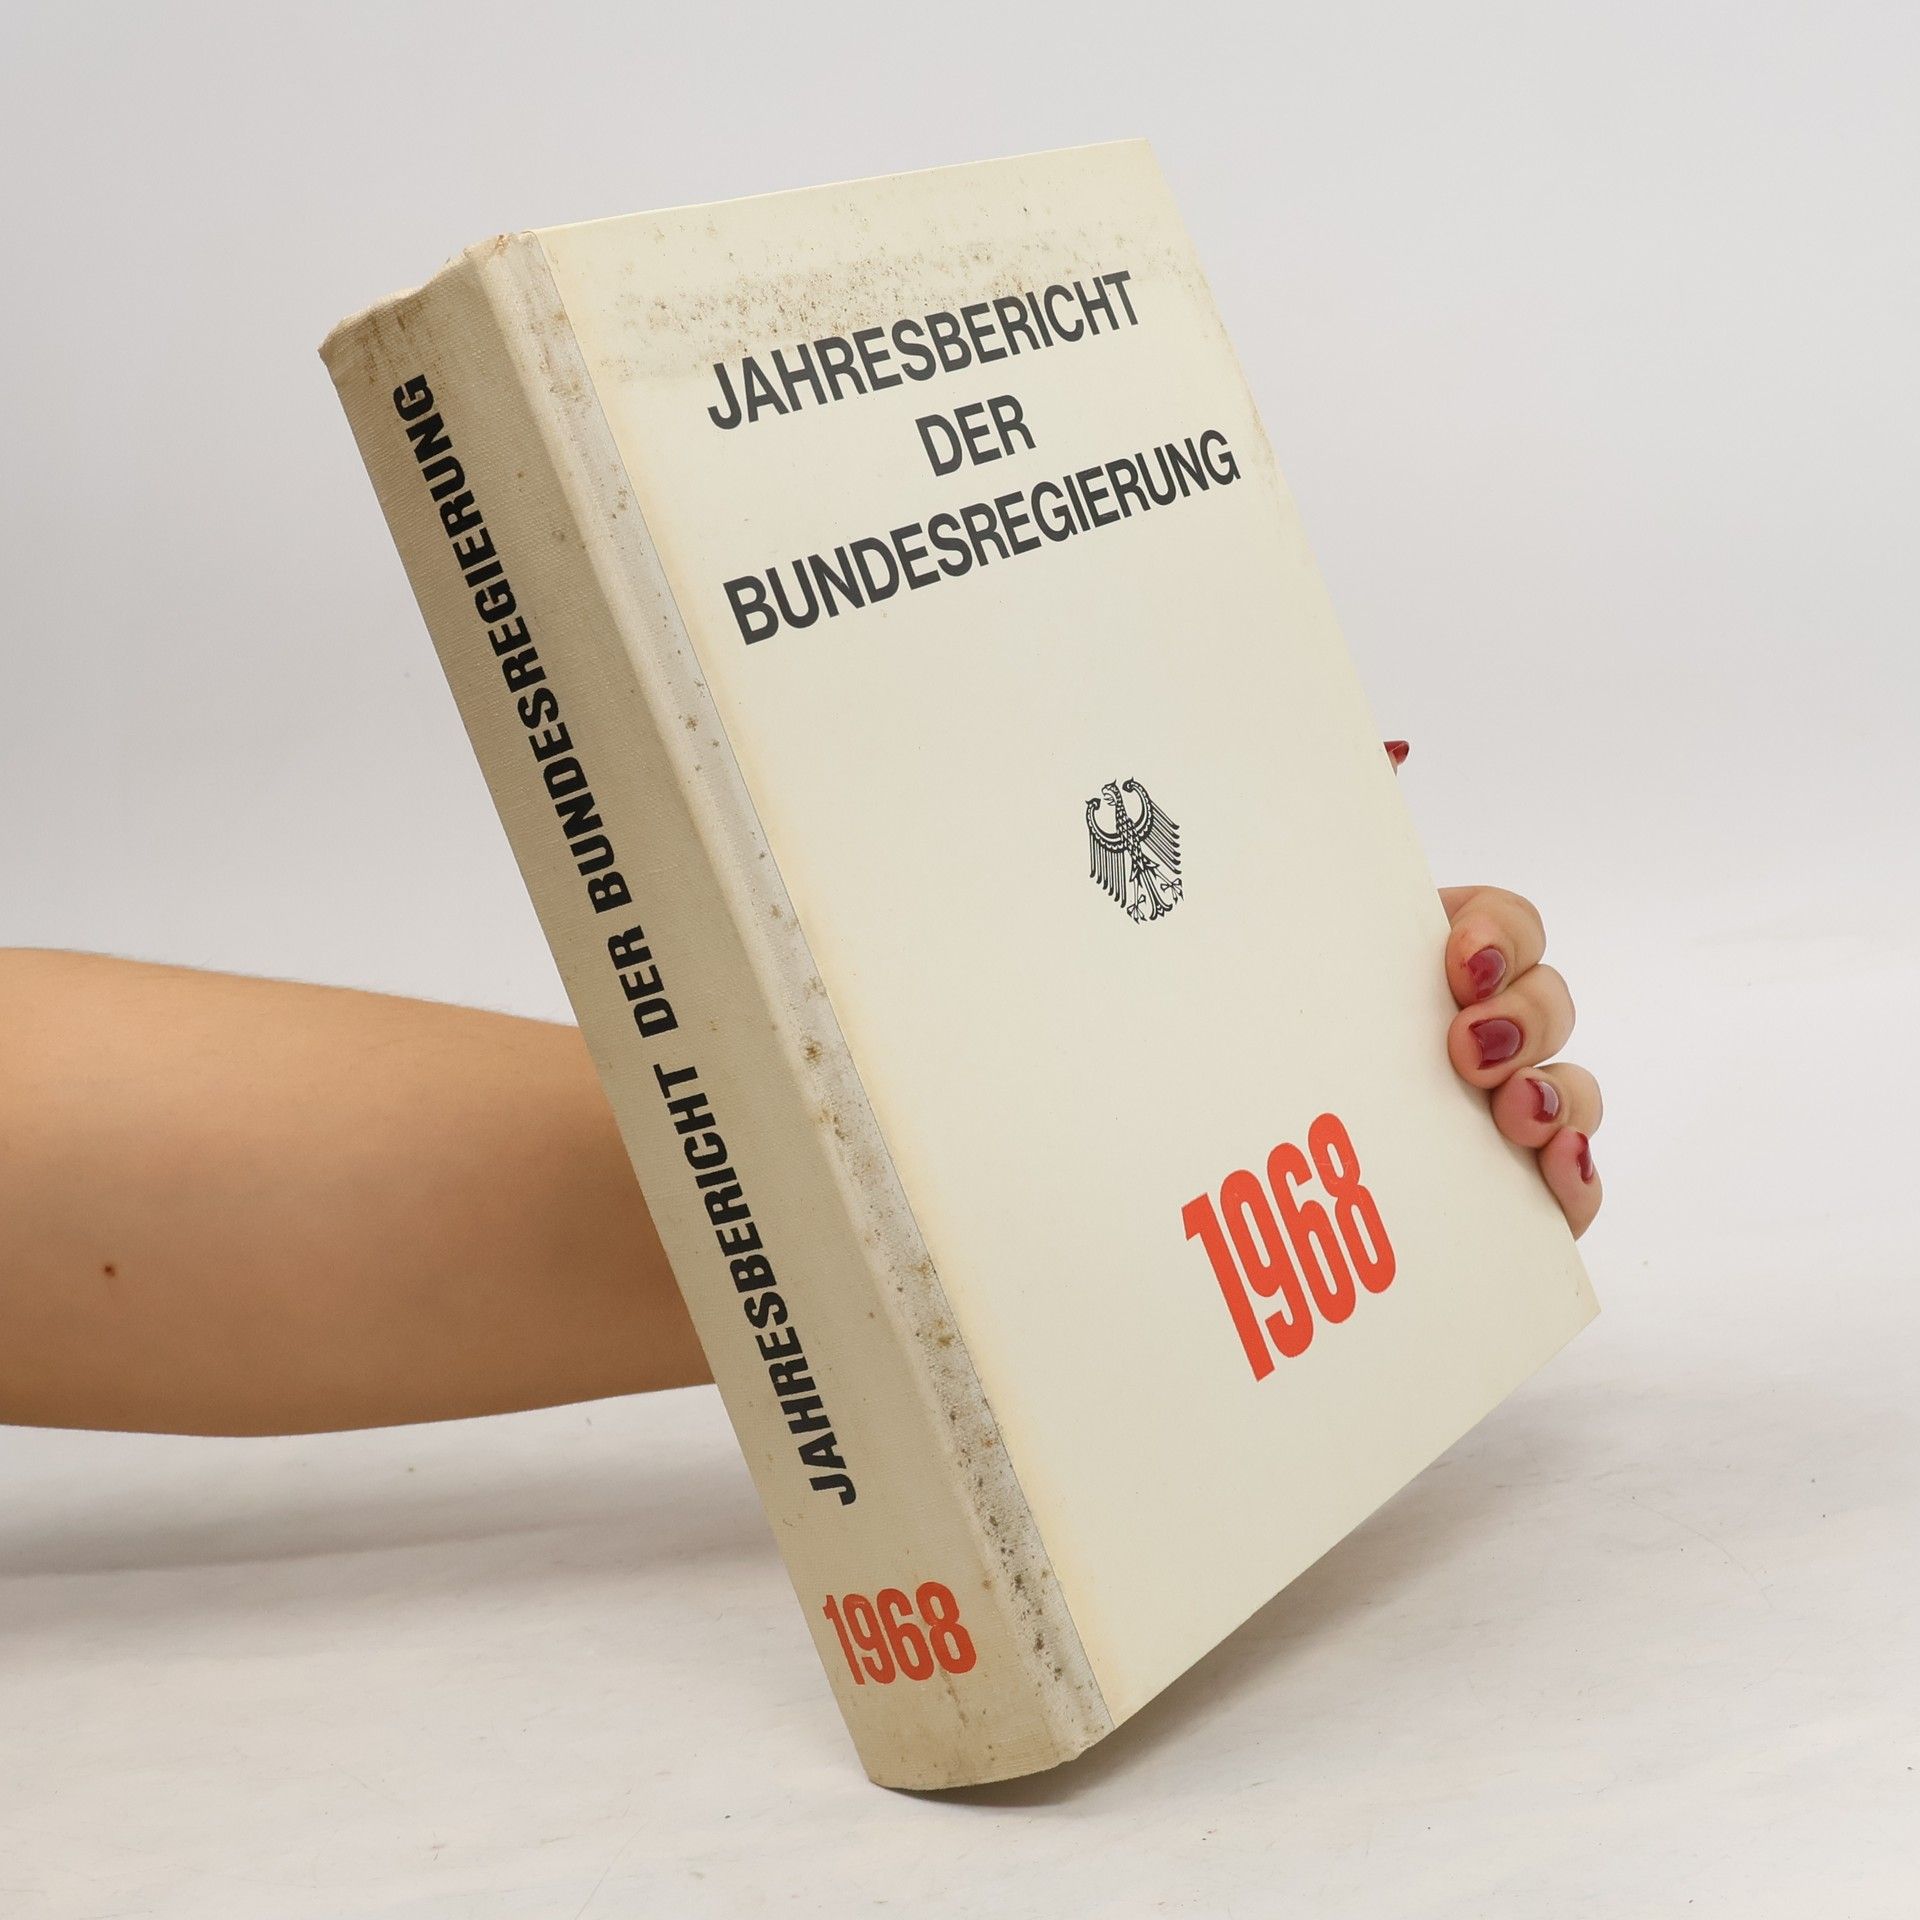 JAHRESBERICHT
DER
BUNDESREGIERUNG
1968
JAHRESBERICHT DER BUNDESREGIERUNG
1968